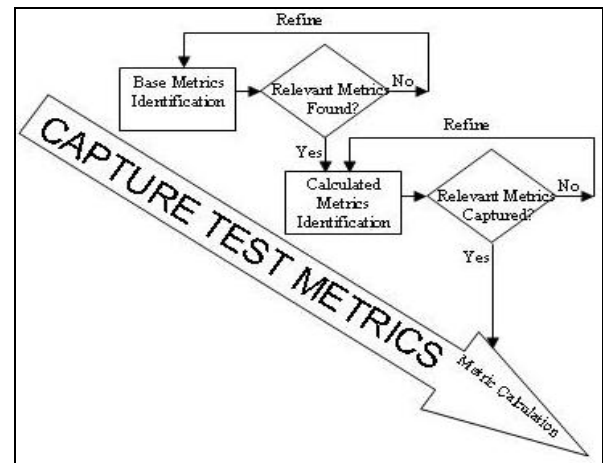 Refine
Base Metrics
Identification
Relevant Metrics
Found?
No
Refine
Yes
Calculated
Metrics
Identification
Relevant Metrics
Captured?
No
Yes
CAPTURE TEST METRICS
Metric Calculation